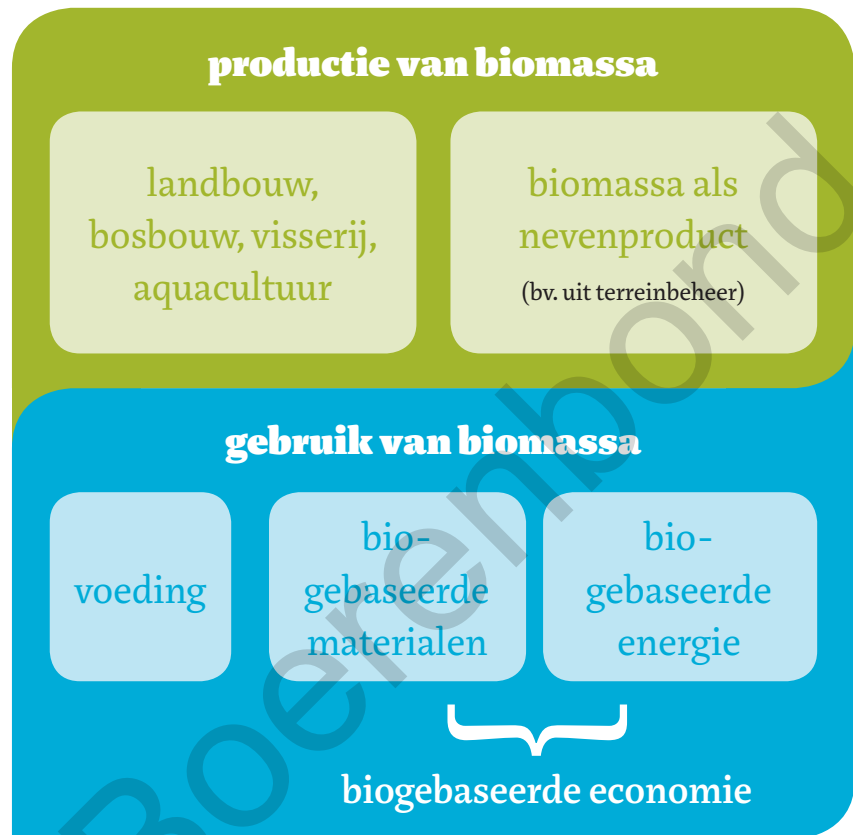 productie van biomassa
landbouw,
bosbouw, visserij,
aquacultuur
biomassa als
nevenproduct
(bv. uit terreinbeheer)
gebruik van biomassa
voeding
bio-
gebaseerde
materialen
bio-
gebaseerde
energie
biogebaseerde economie
Boerenbond